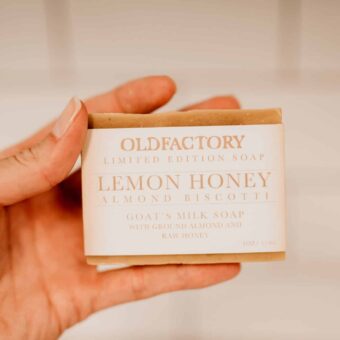 OLDFACTORY
LIMITED EDITION SOAP
LEMON HONEY
ALMOND BISCOTTI
GOAT'S MILK SOAP
WITH GROUND ALMOND AND
RAW HONEY